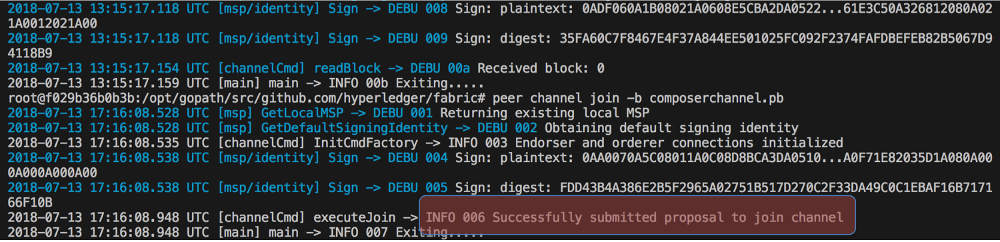 2018-07-13 13:15:17.118 UTC [msp/identity] Sign -> DEBU 008 Sign: plaintext: 0ADF060A1B08021A0608E5CBA2DA0522...61E3C50A326812080A02
1A0012021A00
2018-07-13 13:15:17.118 UTC [msp/identity] Sign -> DEBU 009 Sign: digest: 35FA60C7F8467E4F37A844EE501025FC092F2374FAFDBEFEB82B5067D9
4118B9
2018-07-13 13:15:17.154 UTC [channelCmd] readBlock -> DEBU 00a Received block: 0
2018-07-13 13:15:17.159 UTC [main] main -> INFO 00b Exiting.....
root@f029b36b0b3b:/opt/gopath/src/github.com/hyperledger/fabric# peer channel join -b composerchannel.pb
2018-07-13 17:16:08.528 UTC [msp] GetLocalMSP -> DEBU 001 Returning existing local MSP
2018-07-13 17:16:08.528 UTC [msp] GetDefaultSigningIdentity -> DEBU 002 Obtaining default signing identity
2018-07-13 17:16:08.535 UTC [channelCmd] InitCmdFactory -> INFO 003 Endorser and orderer connections initialized
2018-07-13 17:16:08.538 UTC [msp/identity] Sign -> DEBU 004 Sign: plaintext: 0AA0070A5C08011A0C08D8BCA3DA0510...A0F71E82035D1A080A00
0A000A000A00
2018-07-13 17:16:08.538 UTC [msp/identity] Sign -> DEBU 005 Sign: digest: FDD43B4A386E2B5F2965A02751B517D270C2F33DA49C0C1EBAF16B7171
66F10B
2018-07-13 17:16:08.948 UTC [channelCmd] executeJoin -> INFO 006 Successfully submitted proposal to join channel
2018-07-13 17:16:08.948 UTC [main] main -> INFO 007 Exiting.....